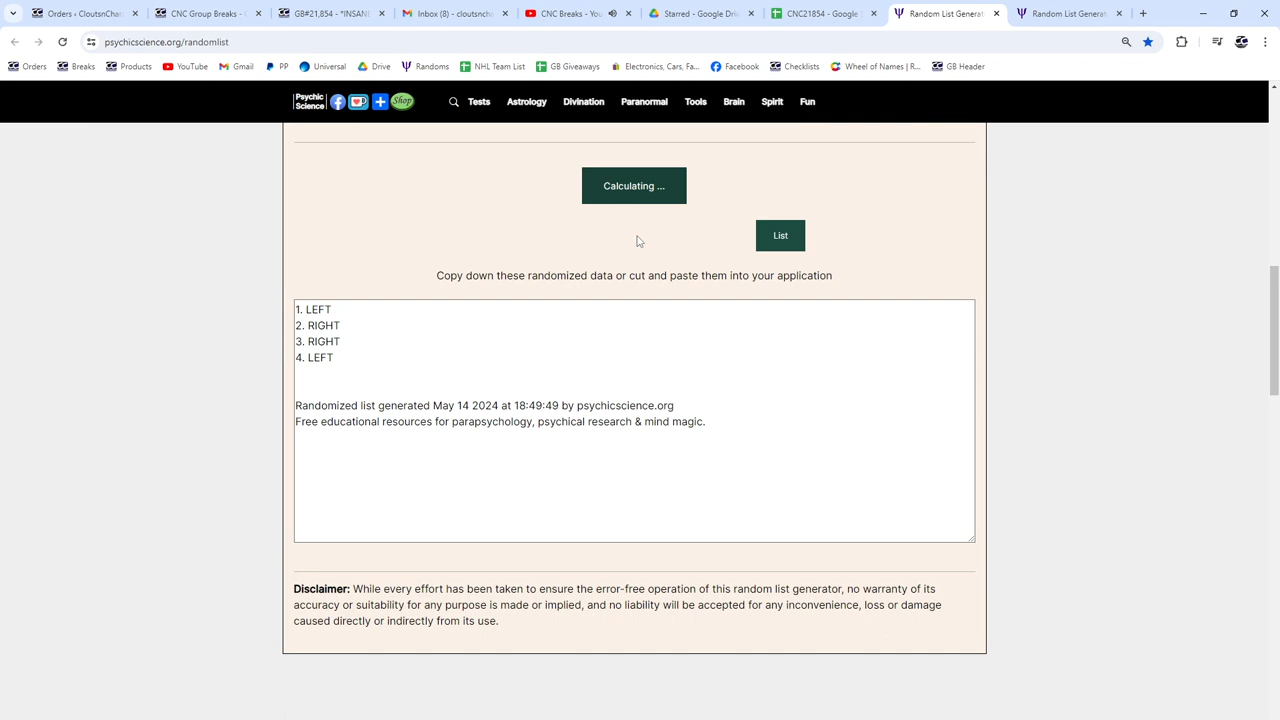 Orders ‹ CloutsnChan
CNC Group Breaks – C
GB#21,854 - *INSANE
Inbox (8) – cloutsnch
CNC Breaks - You
Starred - Google Driv
CNC21854 - Google S
Random List Generat
Random List Generato
psychicscience.org/randomlist
Orders
Breaks
Products
YouTube
Gmail
PP
Universal
Drive
Randoms
NHL Team List
GB Giveaways
Electronics, Cars, Fa...
Facebook
Checklists
Wheel of Names | R...
GB Header
Psychic
Science
Shop
Tests
Astrology
Divination
Paranormal
Tools
Brain
Spirit
Fun
Calculating ...
List
Copy down these randomized data or cut and paste them into your application
1. LEFT
2. RIGHT
3. RIGHT
4. LEFT
Randomized list generated May 14 2024 at 18:49:49 by psychicscience.org
Free educational resources for parapsychology, psychical research & mind magic.
Disclaimer: While every effort has been taken to ensure the error-free operation of this random list generator, no warranty of its
accuracy or suitability for any purpose is made or implied, and no liability will be accepted for any inconvenience, loss or damage
caused directly or indirectly from its use.